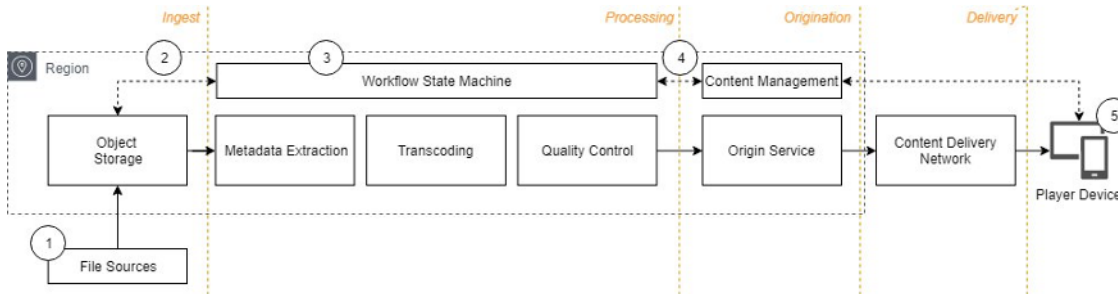 Ingest
Processing
Origination
Delivery
2
3
4
Region
Workflow State Machine
Content Management
5
Object
Storage
Metadata Extraction
Transcoding
Quality Control
Origin Service
Content Delivery
Network
Player Device
1
File Sources